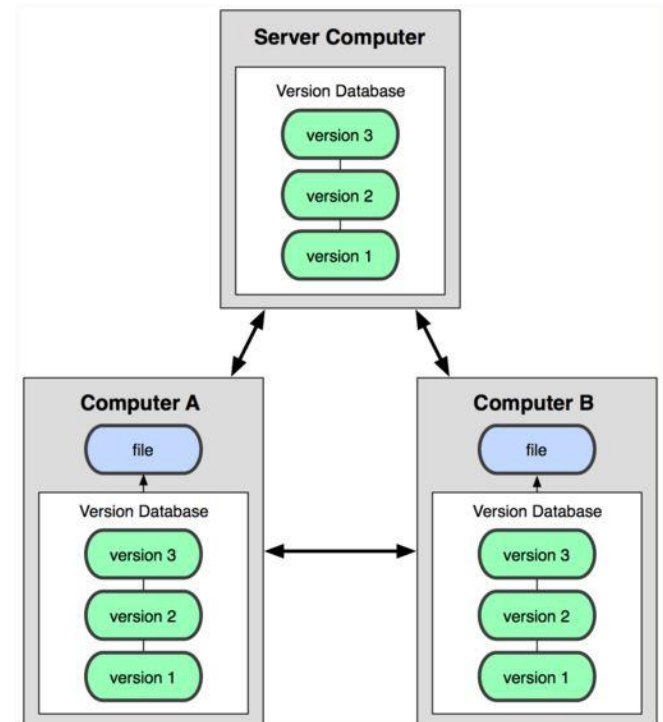 Server Computer
Version Database
version 3
version 2
version 1
Computer A
file
Version Database
version 3
version 2
version 1
Computer B
file
Version Database
version 3
version 2
version 1